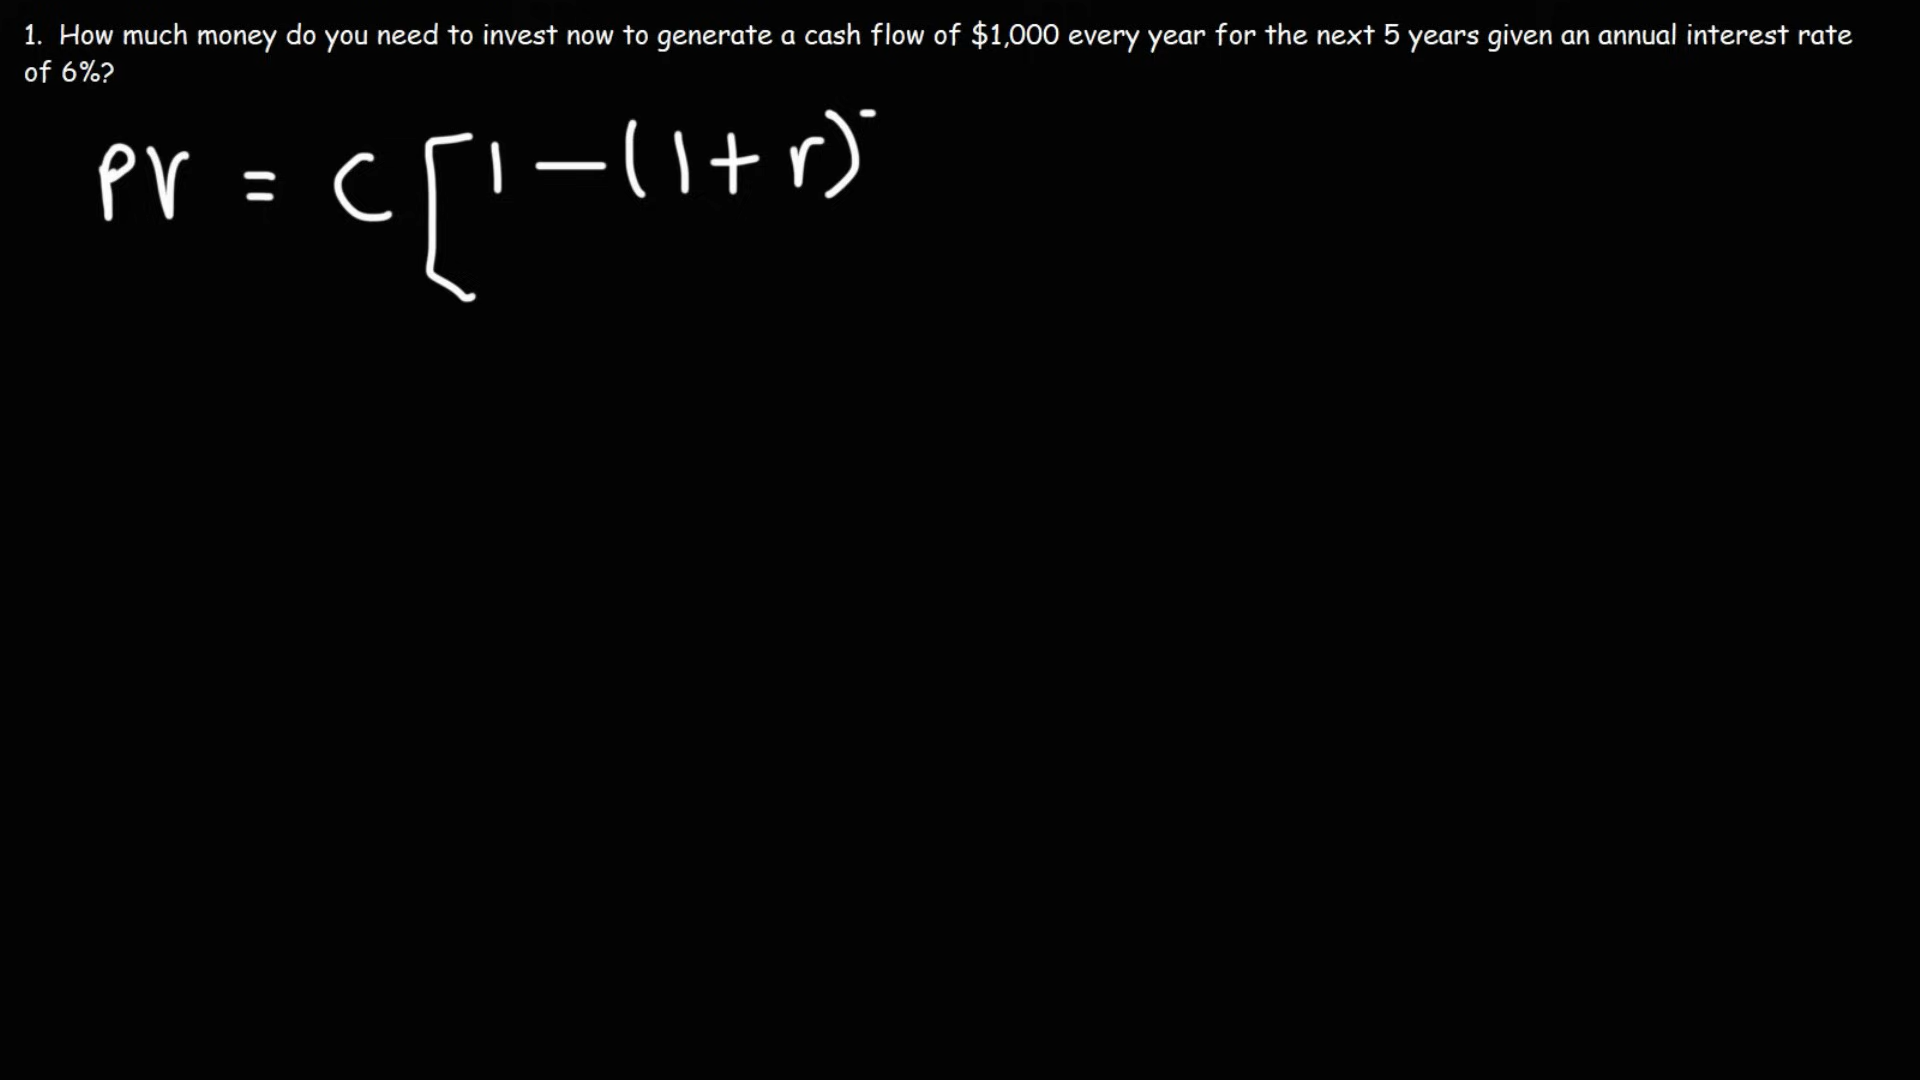 1. How much money do you need to invest now to generate a cash flow of $1,000 every year for the next 5 years given an annual interest rate
of 6%?
PV = C[1-(1+r)⁻